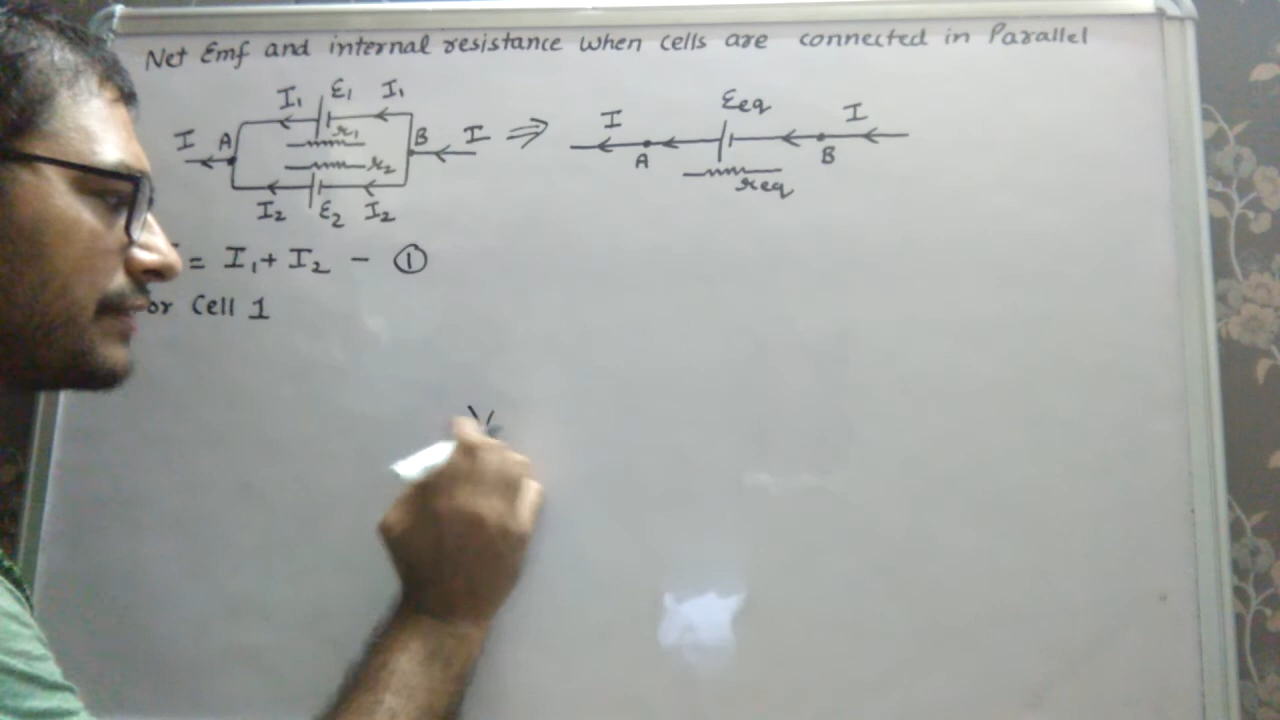 Net Emf and internal resistance when cells are connected in Parallel
I₁ ε₁ I₁
I A r₁ B I ⇒
r₂
I₂ ε₂ I₂
εeq
I I
A B
req
= I₁ + I₂ - ①
or Cell 1
V